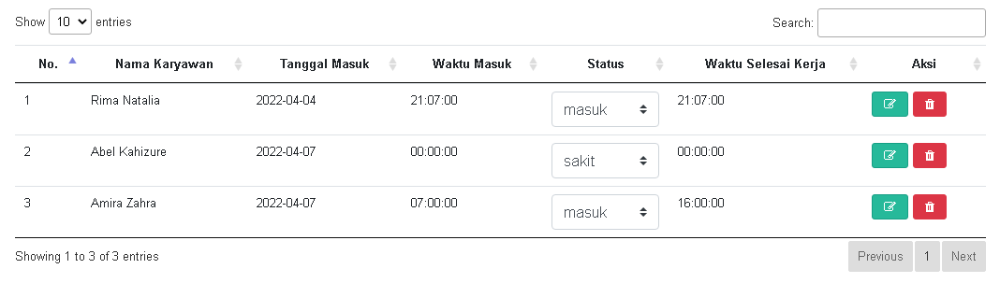 Show 10 entries Search:
No. Nama Karyawan Tanggal Masuk Waktu Masuk Status Waktu Selesai Kerja Aksi
1 Rima Natalia 2022-04-04 21:07:00 masuk 21:07:00
2 Abel Kahizure 2022-04-07 00:00:00 sakit 00:00:00
3 Amira Zahra 2022-04-07 07:00:00 masuk 16:00:00
Showing 1 to 3 of 3 entries Previous 1 Next